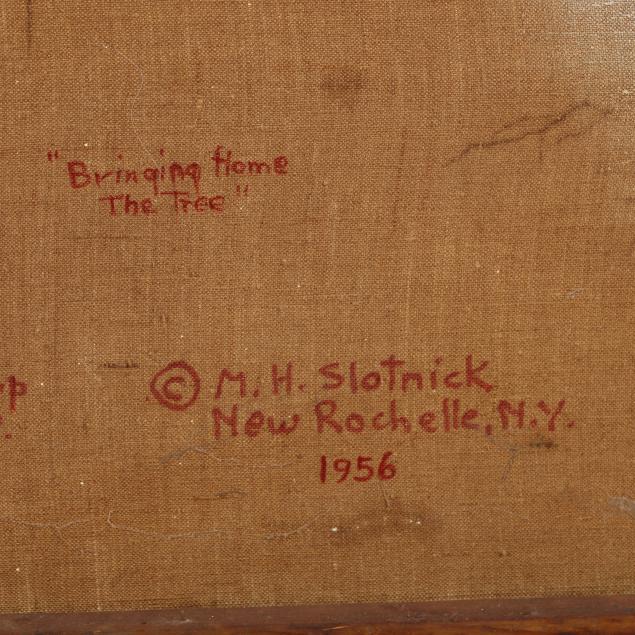 "Bringing Home
The Tree"
© M. H. Slotnick
New Rochelle, N.Y.
1956